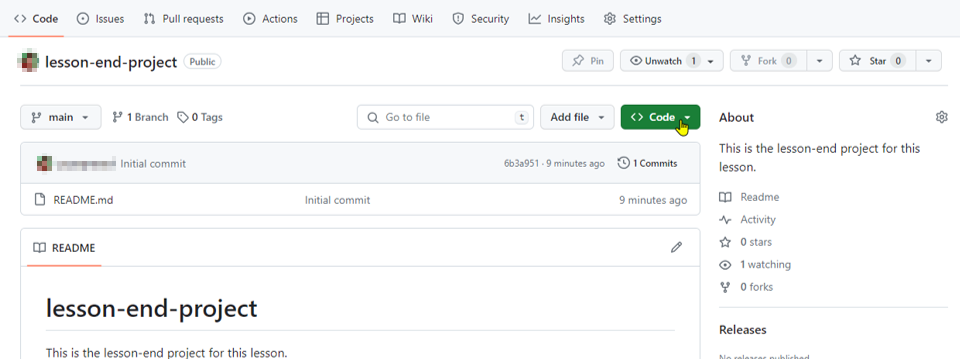 Code Issues Pull requests Actions Projects Wiki Security Insights Settings
lesson-end-project Public Pin Unwatch 1 Fork 0 Star 0
main 1 Branch 0 Tags Go to file t Add file Code
About
This is the lesson-end project for this
lesson.
Initial commit 6b3a951 · 9 minutes ago 1 Commits
README.md Initial commit 9 minutes ago
Readme
Activity
0 stars
1 watching
0 forks
README
lesson-end-project
This is the lesson-end project for this lesson.
Releases
No releases published